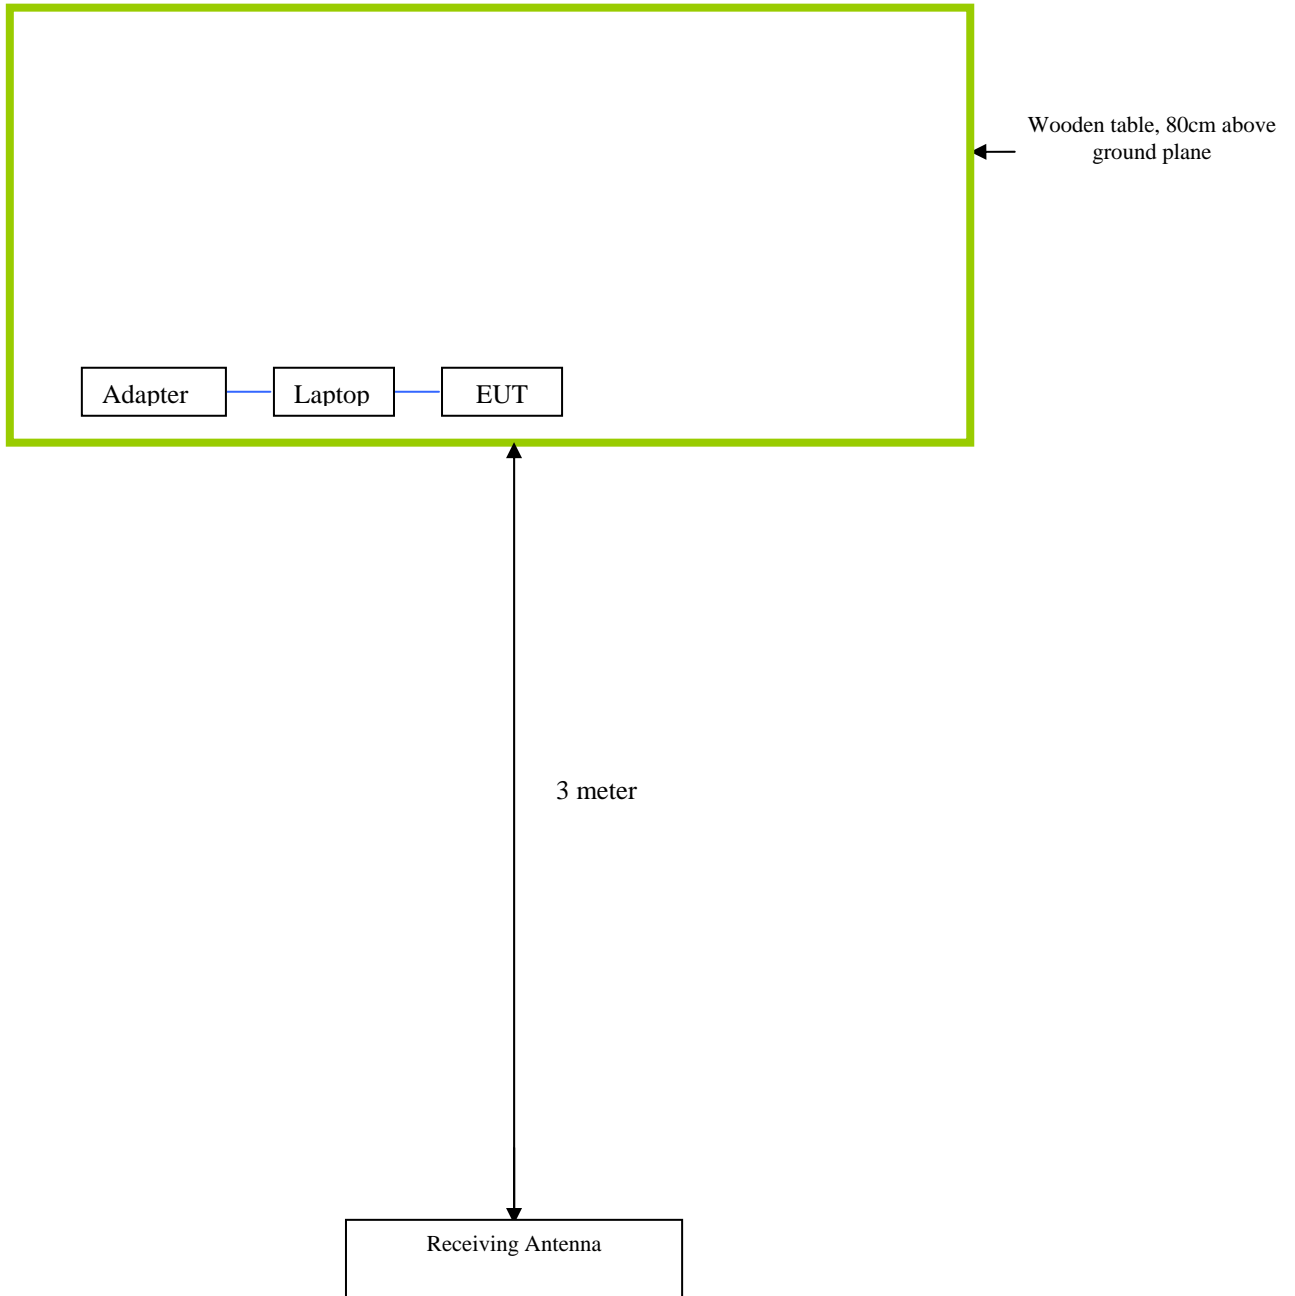 Wooden table, 80cm above
ground plane
Adapter
Laptop
EUT
3 meter
Receiving Antenna